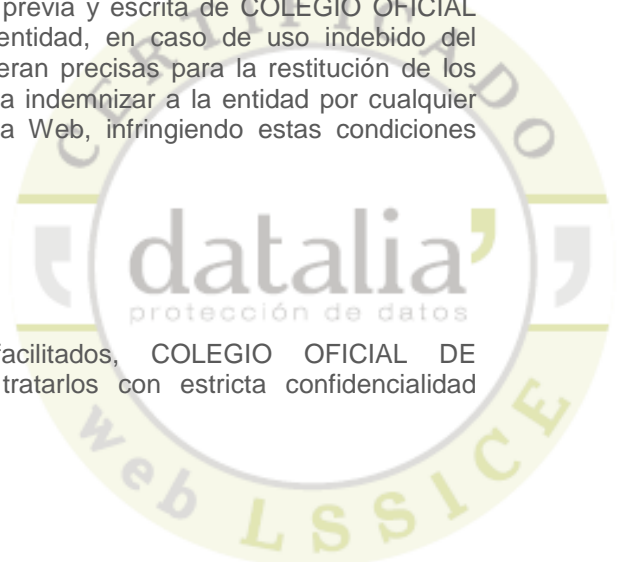 previa y escrita de COLEGIO OFICIAL
entidad, en caso de uso indebido del
eran precisas para la restitución de los
a indemnizar a la entidad por cualquier
a Web, infringiendo estas condiciones
CERTIFICADO
datalia
protección de datos
facilitados, COLEGIO OFICIAL DE
tratarlos con estricta confidencialidad
web LSSICE